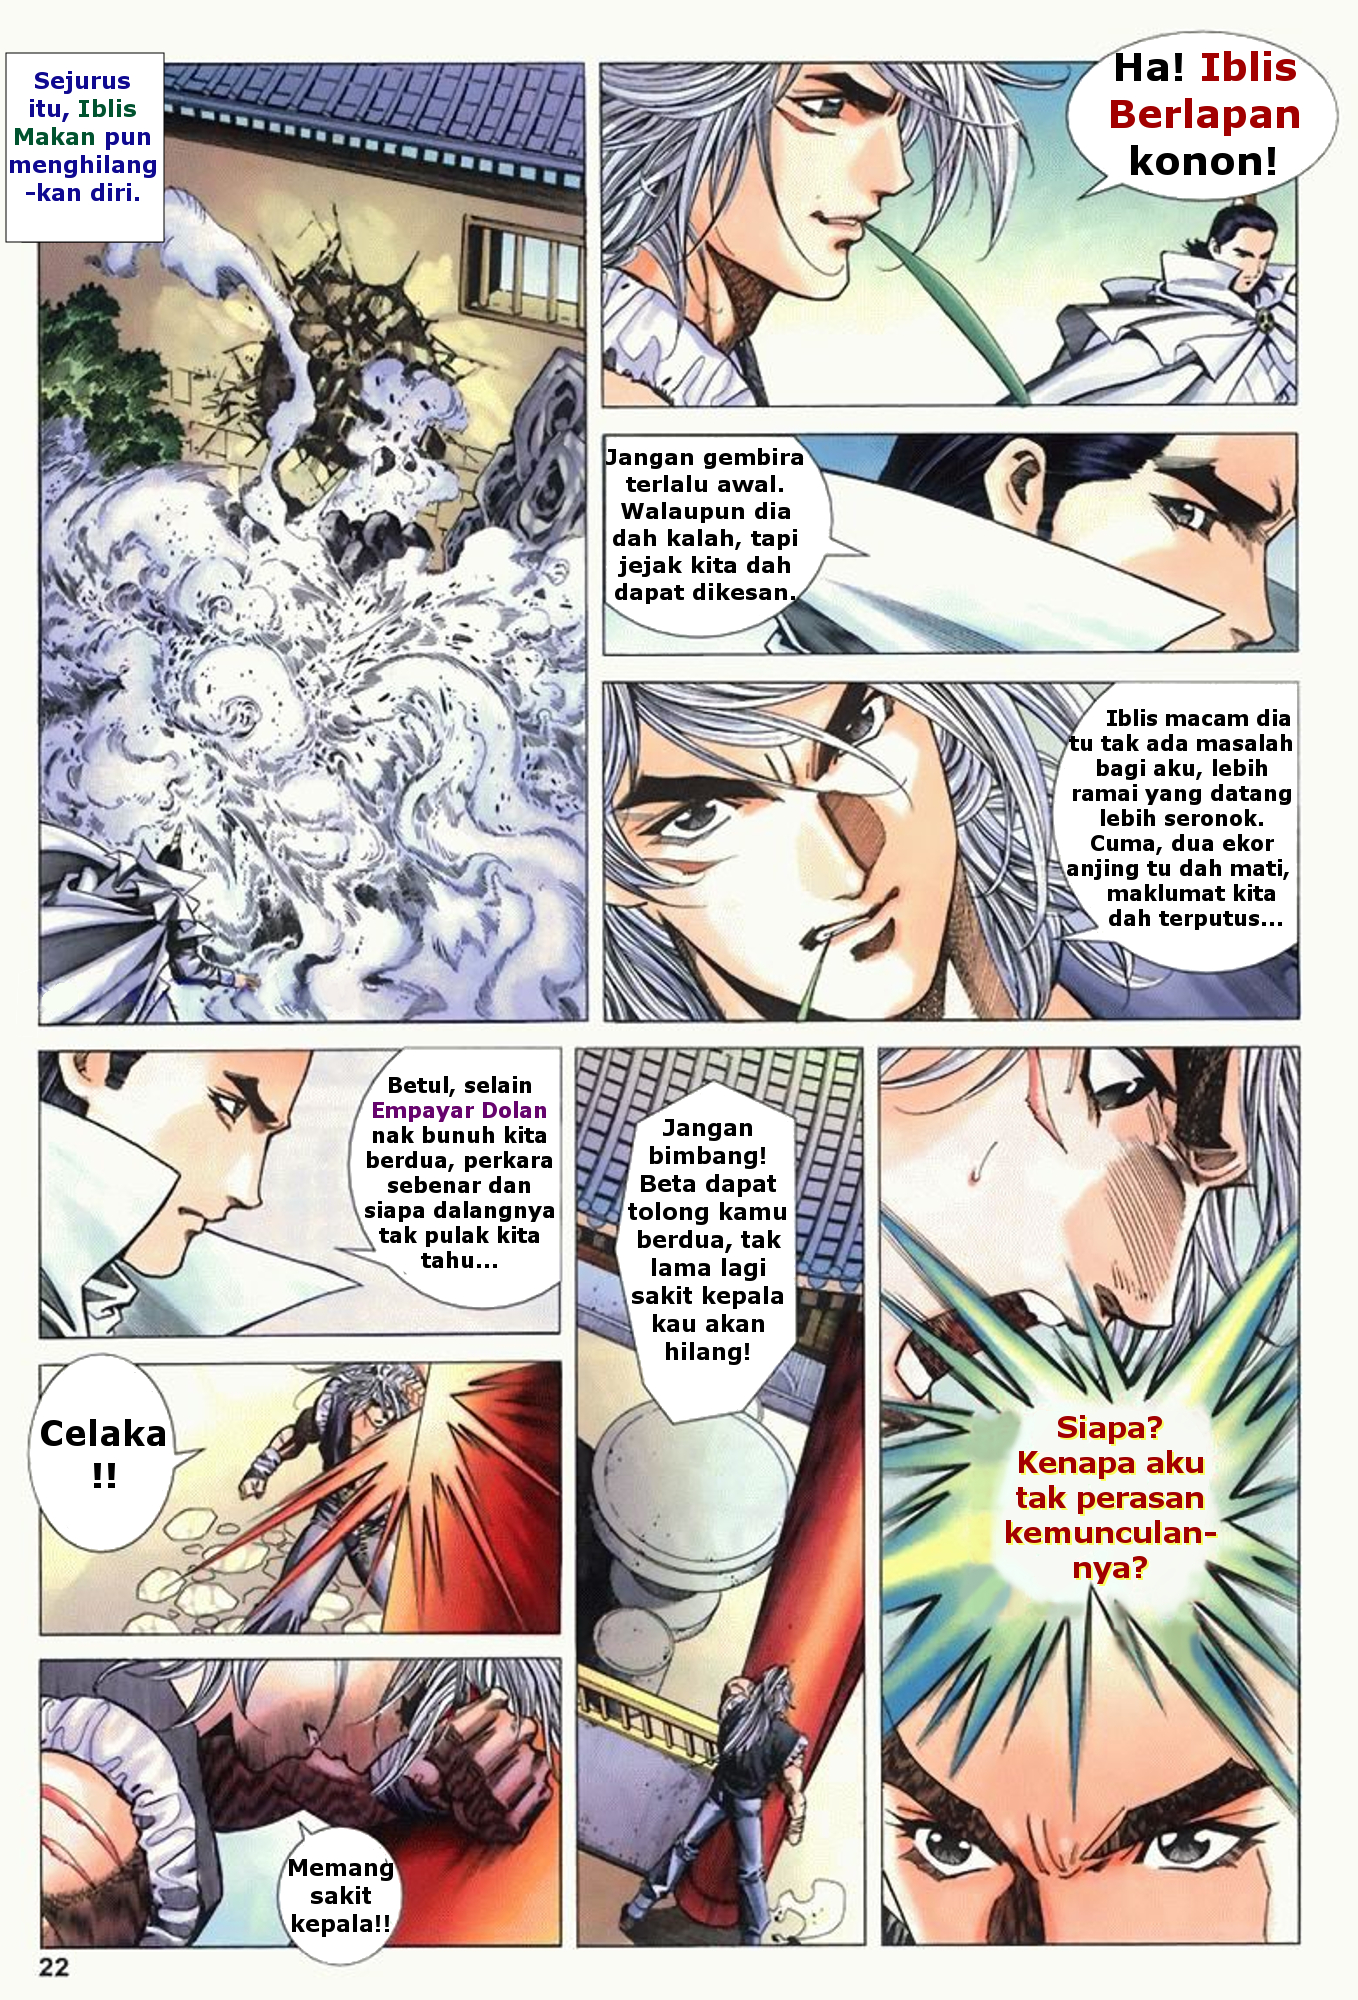 Sejurus
itu, Iblis
Makan pun
menghilang
-kan diri.
Ha! Iblis
Berlapan
konon!
Jangan gembira
terlalu awal.
Walaupun dia
dah kalah, tapi
jejak kita dah
dapat dikesan.
Iblis macam dia
tu tak ada masalah
bagi aku, lebih
ramai yang datang
lebih seronok.
Cuma, dua ekor
anjing tu dah mati,
maklumat kita
dah terputus...
Betul, selain
Empayar Dolan
nak bunuh kita
berdua, perkara
sebenar dan
siapa dalangnya
tak pulak kita
tahu...
Celaka
!!
Memang
sakit
kepala!!
Jangan
bimbang!
Beta dapat
tolong kamu
berdua, tak
lama lagi
sakit kepala
kau akan
hilang!
Siapa?
Kenapa aku
tak perasan
kemunculan-
nya?
22